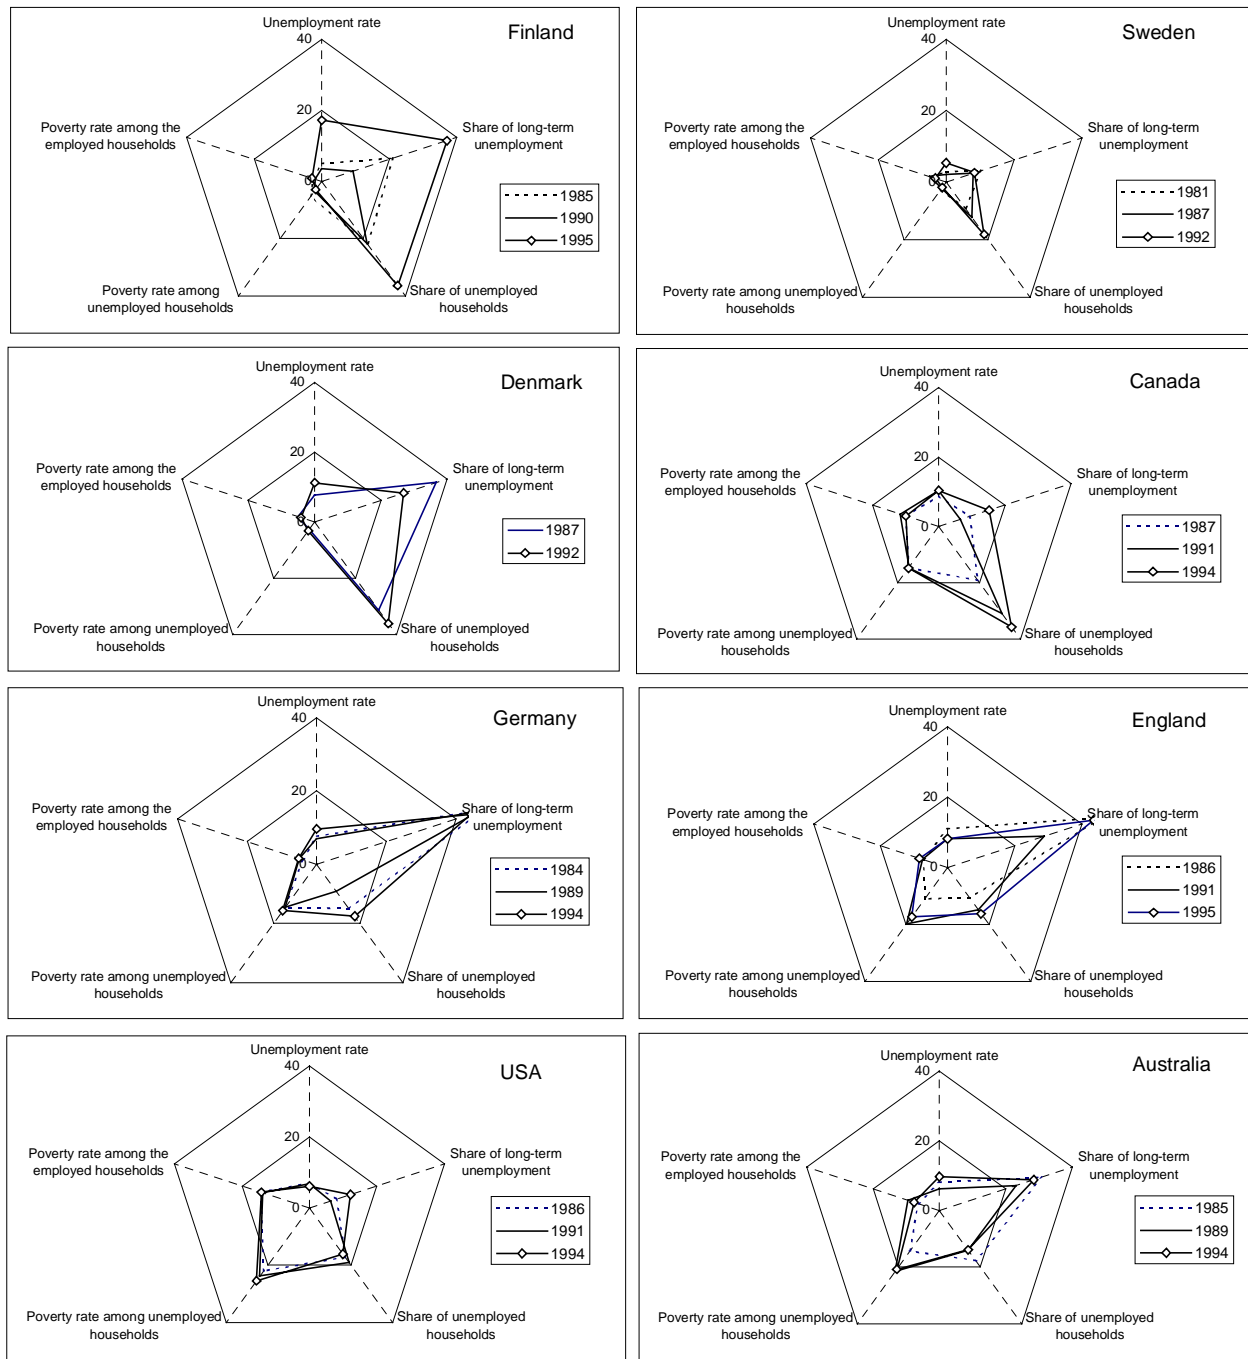 Unemployment rate
Finland
40
20
0
Poverty rate among the
employed households
Share of long-term
unemployment
1985
1990
1995
Poverty rate among
unemployed households
Share of unemployed
households
Unemployment rate
Sweden
40
20
0
Poverty rate among the
employed households
Share of long-term
unemployment
1981
1987
1992
Poverty rate among unemployed
households
Share of unemployed
households
Unemployment rate
Denmark
40
20
0
Poverty rate among the
employed households
Share of long-term
unemployment
1987
1992
Poverty rate among unemployed
households
Share of unemployed
households
Unemployment rate
Canada
40
20
0
Poverty rate among the
employed households
Share of long-term
unemployment
1987
1991
1994
Poverty rate among unemployed
households
Share of unemployed
households
Unemployment rate
Germany
40
20
0
Poverty rate among the
employed households
Share of long-term
unemployment
1984
1989
1994
Poverty rate among unemployed
households
Share of unemployed
households
Unemployment rate
England
40
20
0
Poverty rate among the
employed households
Share of long-term
unemployment
1986
1991
1995
Poverty rate among unemployed
households
Share of unemployed
households
Unemployment rate
USA
40
20
0
Poverty rate among the
employed households
Share of long-term
unemployment
1986
1991
1994
Poverty rate among unemployed
households
Share of unemployed
households
Unemployment rate
Australia
40
20
0
Poverty rate among the
employed households
Share of long-term
unemployment
1985
1989
1994
Poverty rate among unemployed
households
Share of unemployed
households